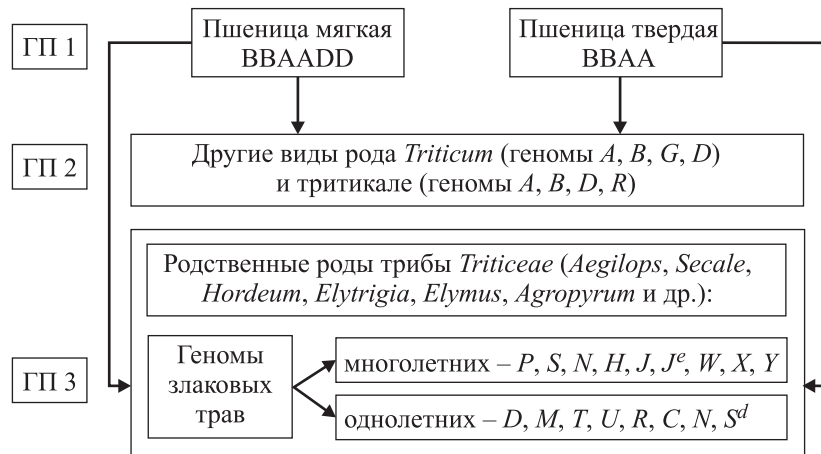 ГП 1
Пшеница мягкая
BBAADD
Пшеница твердая
BBAA
ГП 2
Другие виды рода Triticum (геномы A, B, G, D)
и тритикале (геномы A, B, D, R)
Родственные роды трибы Triticeae (Aegilops, Secale,
Hordeum, Elytrigia, Elymus, Agropyrum и др.):
ГП 3
Геномы
злаковых
трав
многолетних – P, S, N, H, J, Jᵉ, W, X, Y
однолетних – D, M, T, U, R, C, N, Sᵈ